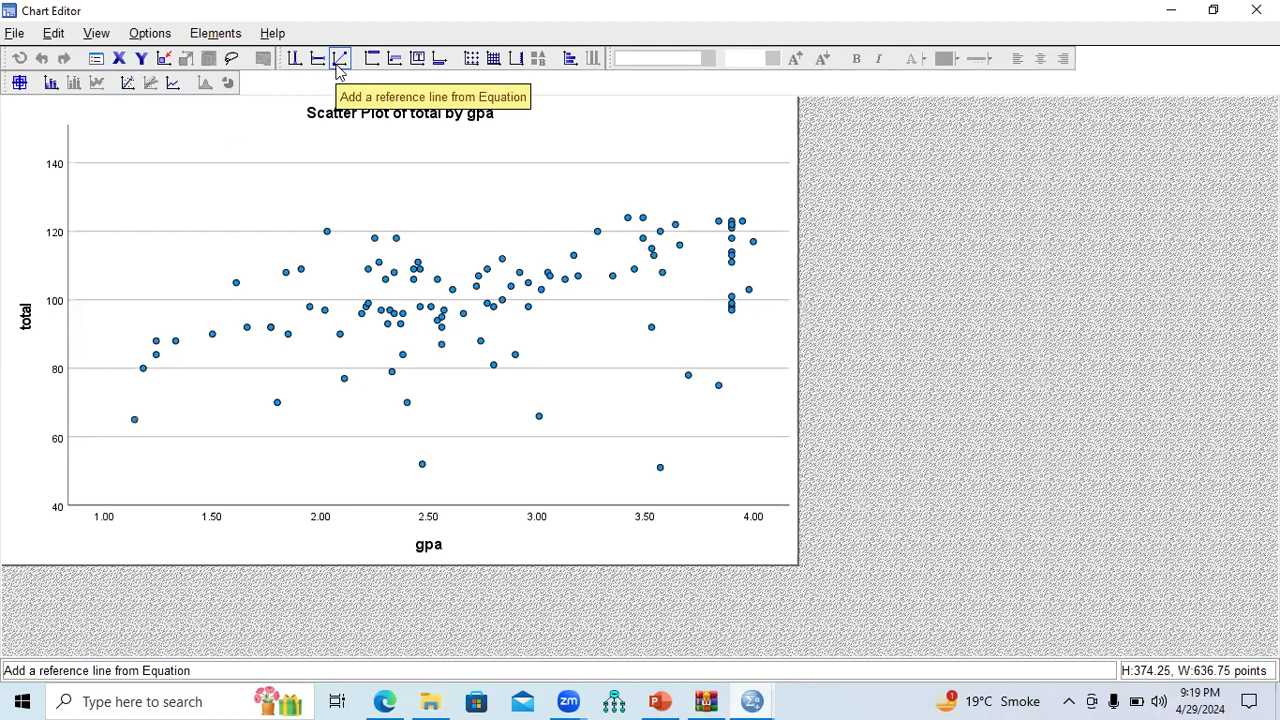 Chart Editor
File Edit View Options Elements Help
X Y
B I
Add a reference line from Equation
Scatter Plot of total by gpa
140
120
100
80
60
40
total
1.00 1.50 2.00 2.50 3.00 3.50 4.00
gpa
Add a reference line from Equation
H:374.25, W:636.75 points
Type here to search
zm
19°C Smoke
9:19 PM
4/29/2024